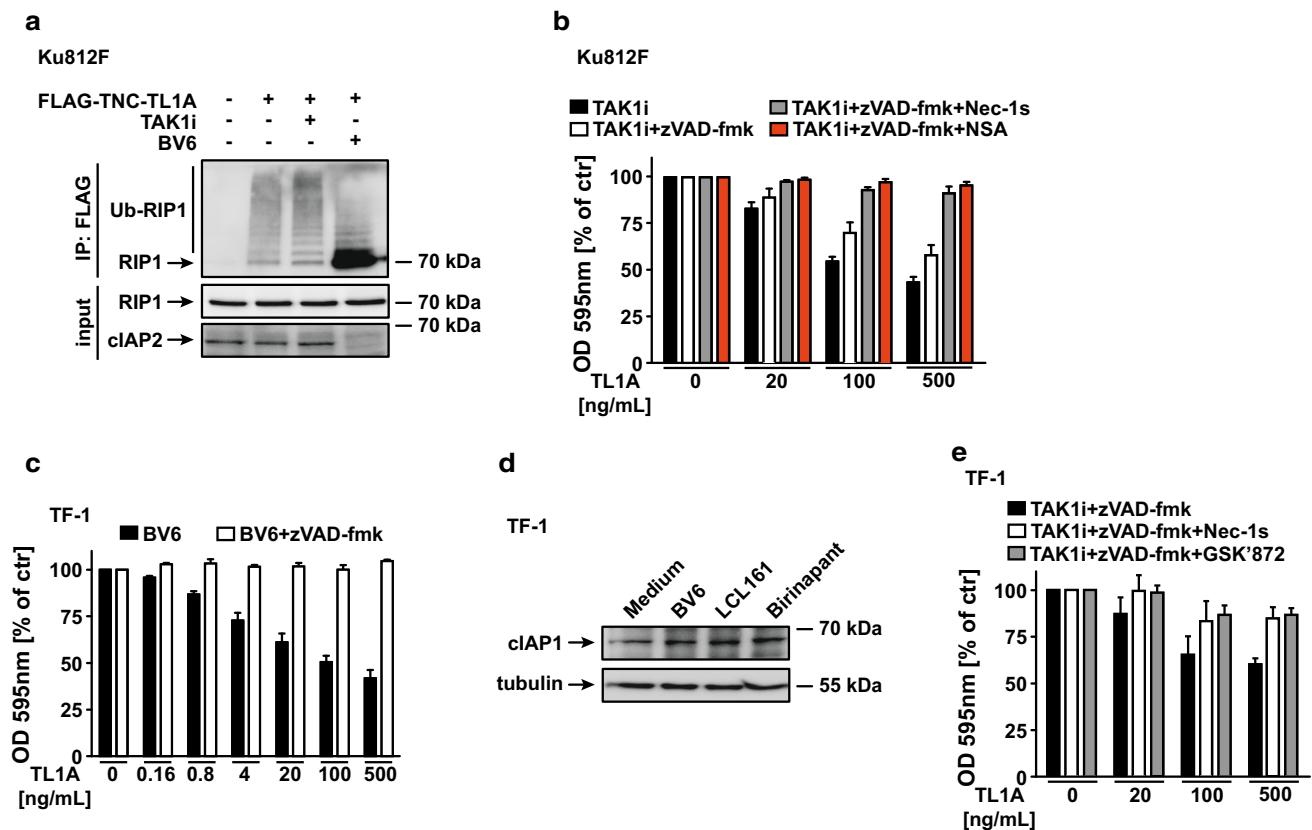 a
Ku812F
FLAG-TNC-TL1A - + + +
TAK1i - - + -
BV6 - - - +
IP: FLAG
Ub-RIP1
RIP1 → — 70 kDa
input
RIP1 → — 70 kDa
— 70 kDa
cIAP2 →
b
Ku812F
TAK1i TAK1i+zVAD-fmk+Nec-1s
TAK1i+zVAD-fmk TAK1i+zVAD-fmk+NSA
OD 595nm [% of ctr]
100
75
50
25
0
TL1A 0 20 100 500
[ng/mL]
c
TF-1
BV6 BV6+zVAD-fmk
OD 595nm [% of ctr]
100
75
50
25
0
TL1A 0 0.16 0.8 4 20 100 500
[ng/mL]
d
TF-1
Medium BV6 LCL161 Birinapant
— 70 kDa
cIAP1 →
tubulin → — 55 kDa
e
TF-1
TAK1i+zVAD-fmk
TAK1i+zVAD-fmk+Nec-1s
TAK1i+zVAD-fmk+GSK'872
OD 595nm [% of ctr]
100
75
50
25
0
TL1A 0 20 100 500
[ng/mL]